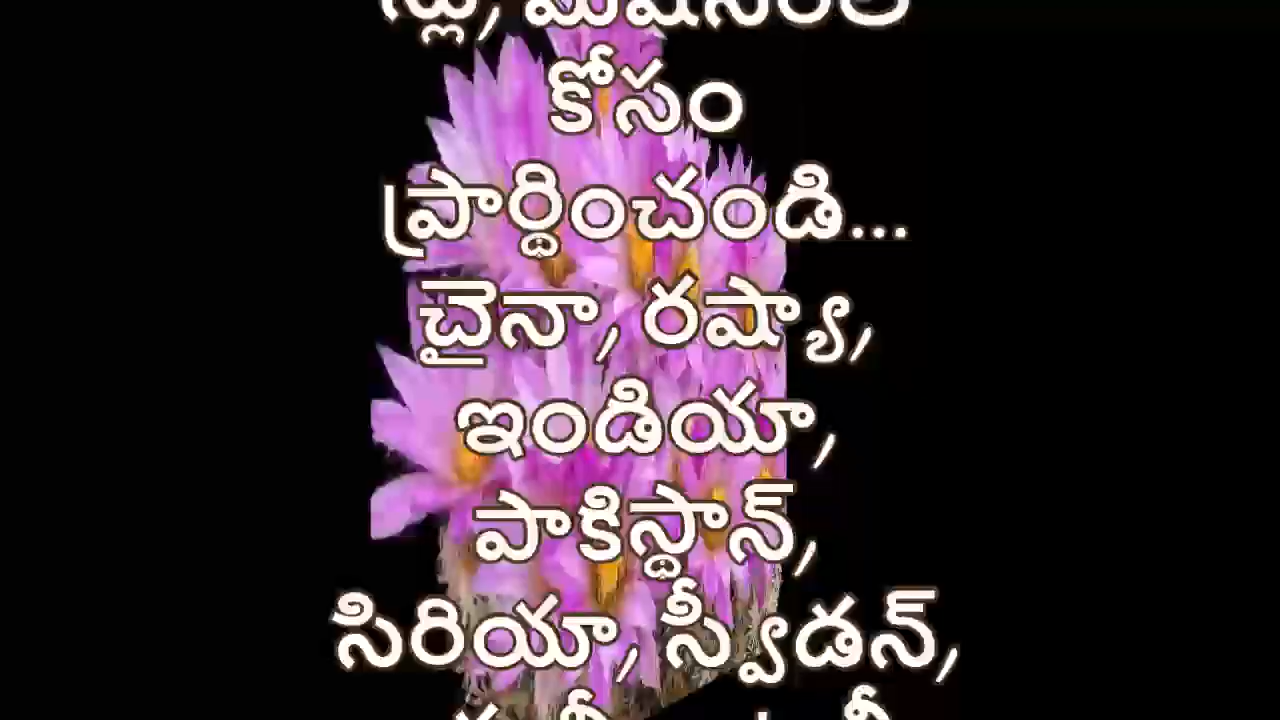 కోసం
ప్రార్థించండి...
చైనా, రష్యా,
ఇండియా,
పాకిస్థాన్,
సిరియా, స్వీడన్,